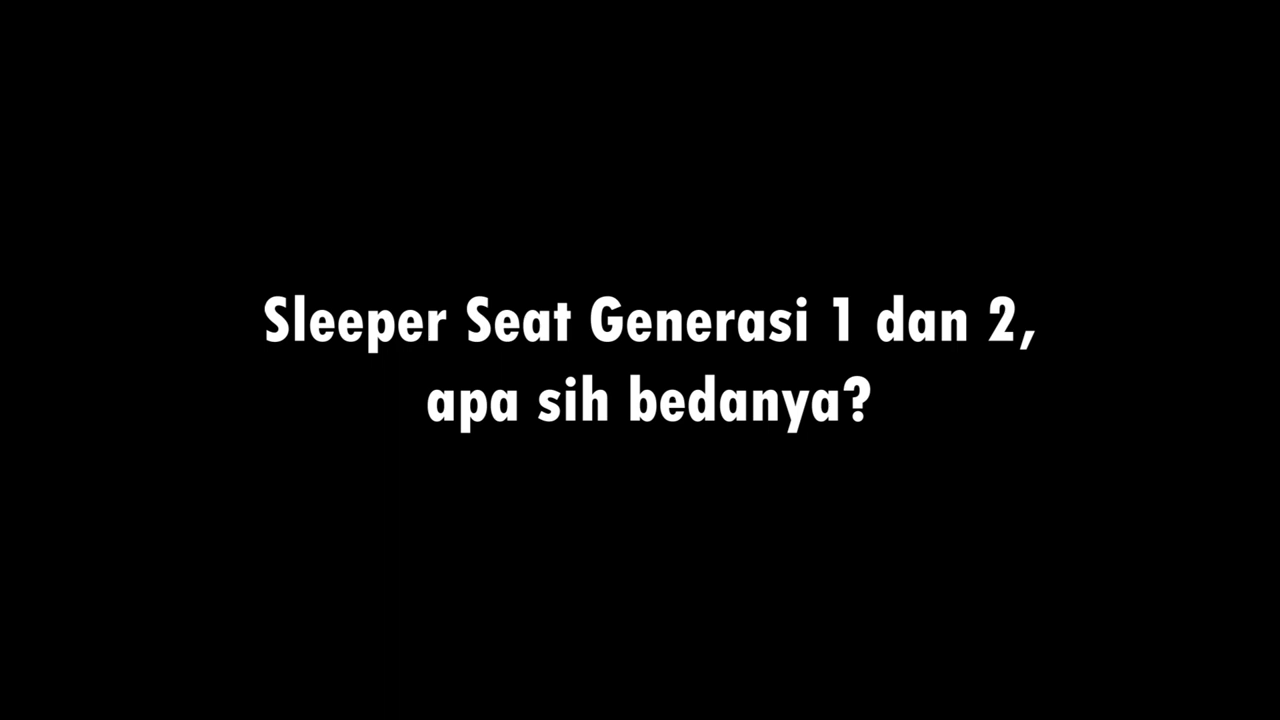 Sleeper Seat Generasi 1 dan 2,
apa sih bedanya?